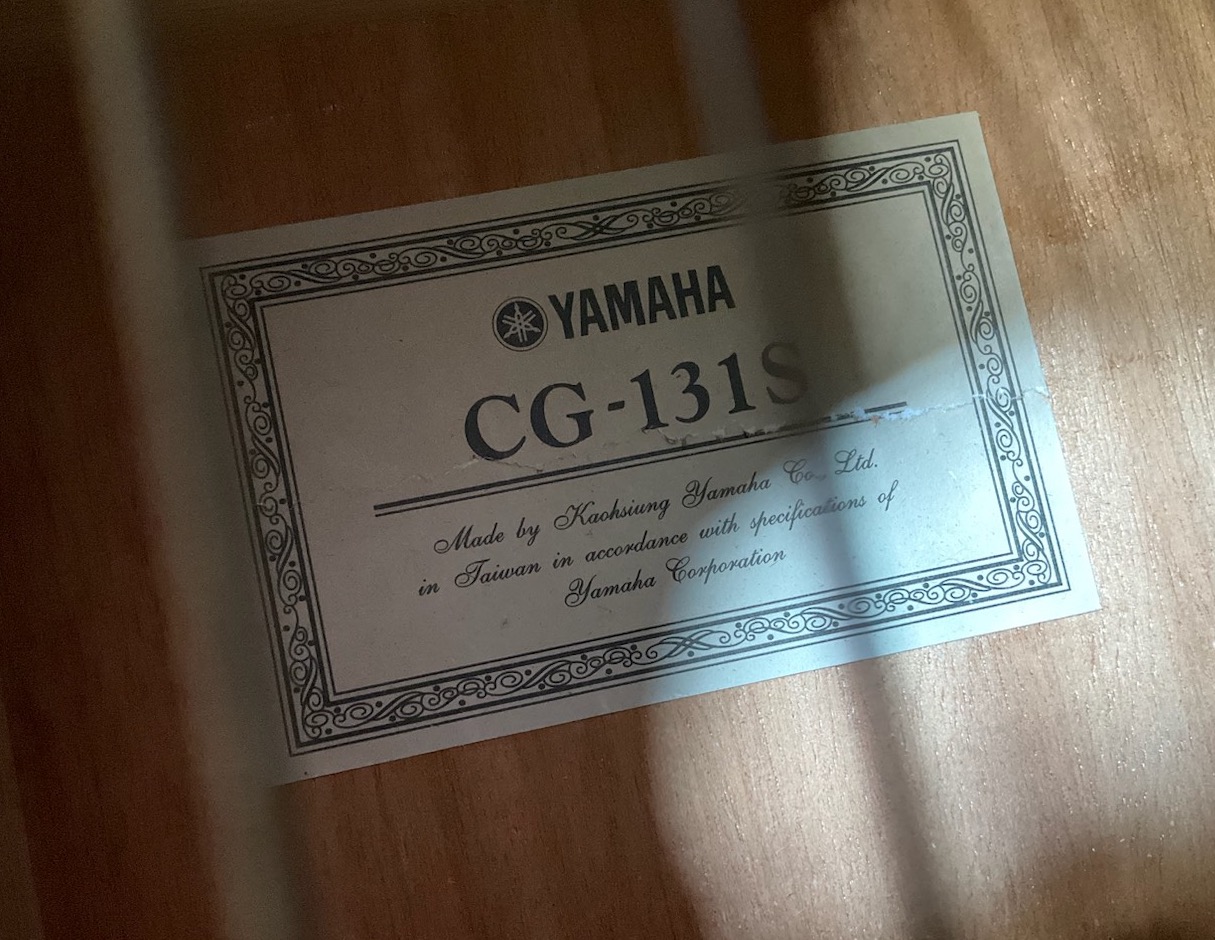 YAMAHA
CG-131S
Made by Kaohsiung Yamaha Co., Ltd.
in Taiwan in accordance with specifications of
Yamaha Corporation